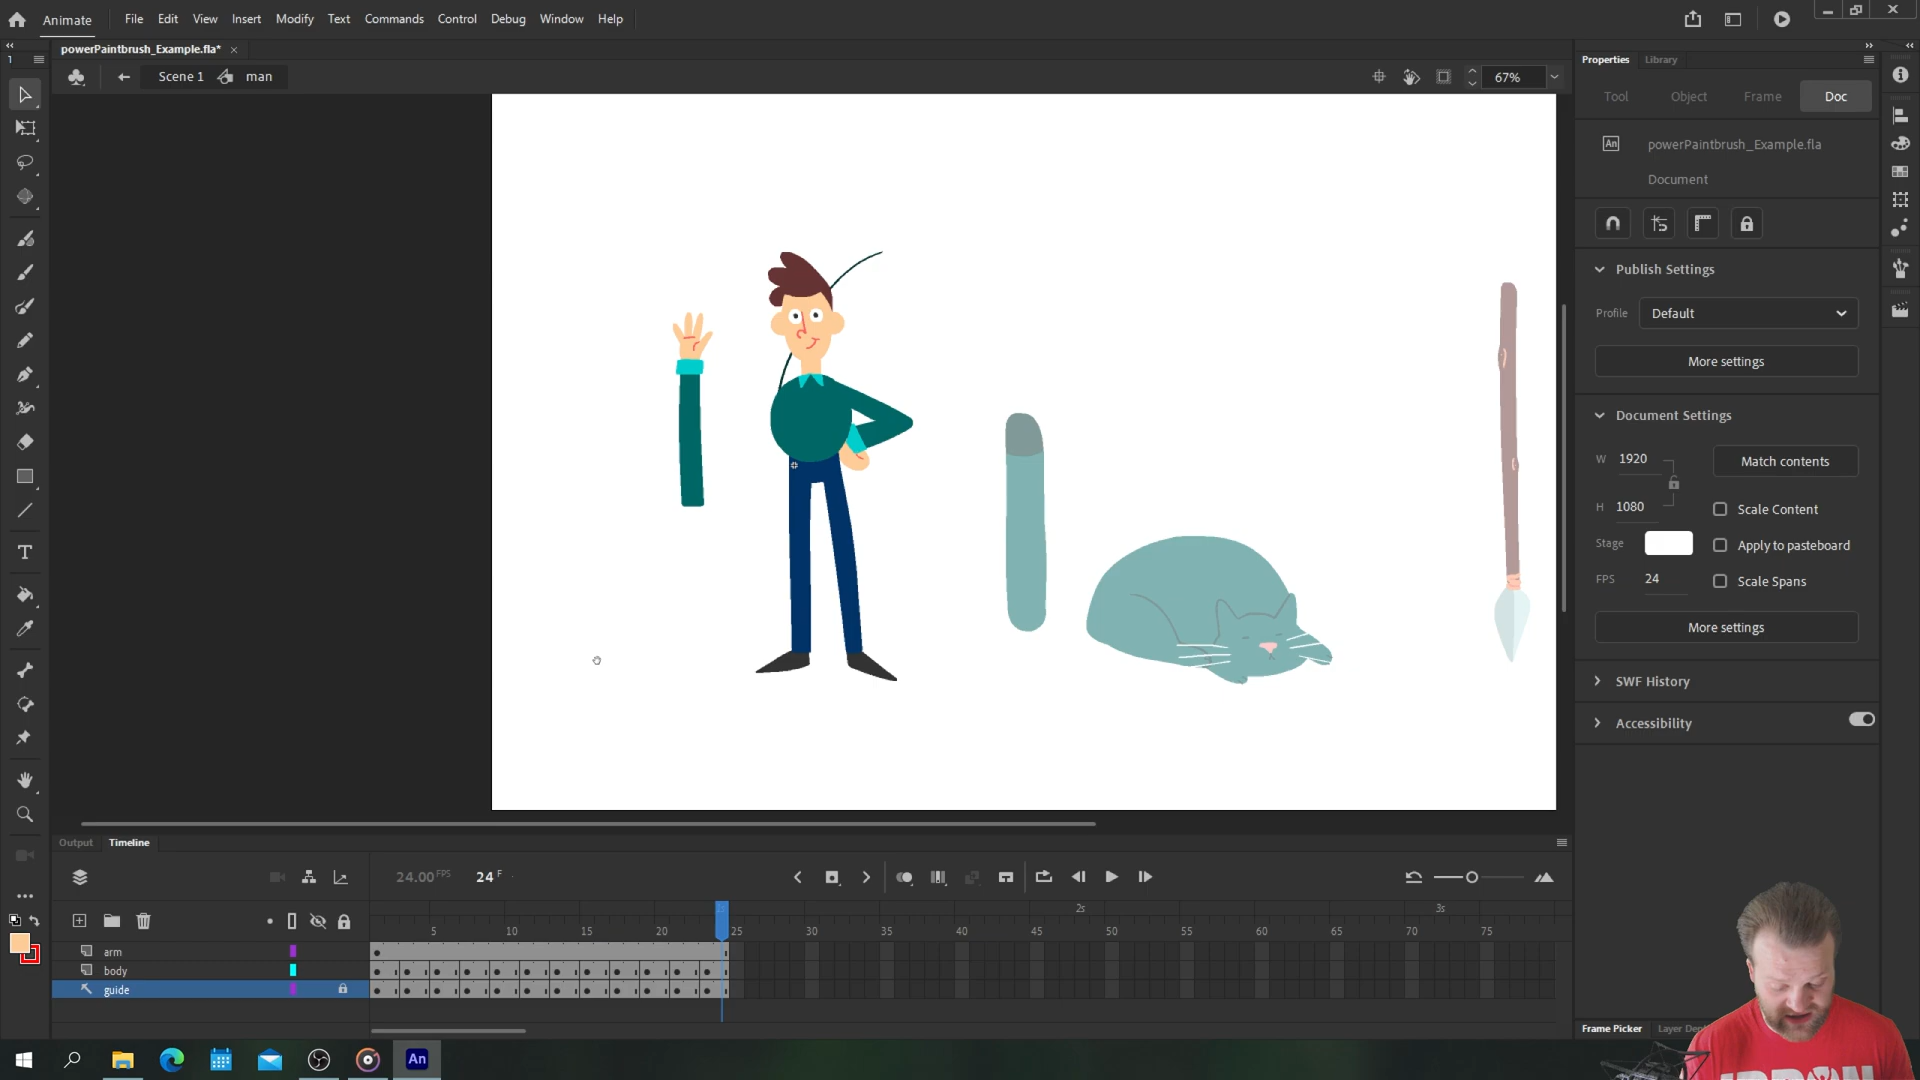 Animate
File Edit View Insert Modify Text Commands Control Debug Window Help
powerPaintbrush_Example.fla*
1
Scene 1
man
67%
Properties
Library
Tool
Object
Frame
Doc
An
powerPaintbrush_Example.fla
Document
Publish Settings
Profile
Default
More settings
Document Settings
W 1920
Match contents
H 1080
Scale Content
Stage
Apply to pasteboard
FPS 24
Scale Spans
More settings
SWF History
Accessibility
T
Output
Timeline
24.00 FPS
24 F
1s 2s 3s
5 10 15 20 25 30 35 40 45 50 55 60 65 70 75
arm
body
guide
Frame Picker
An